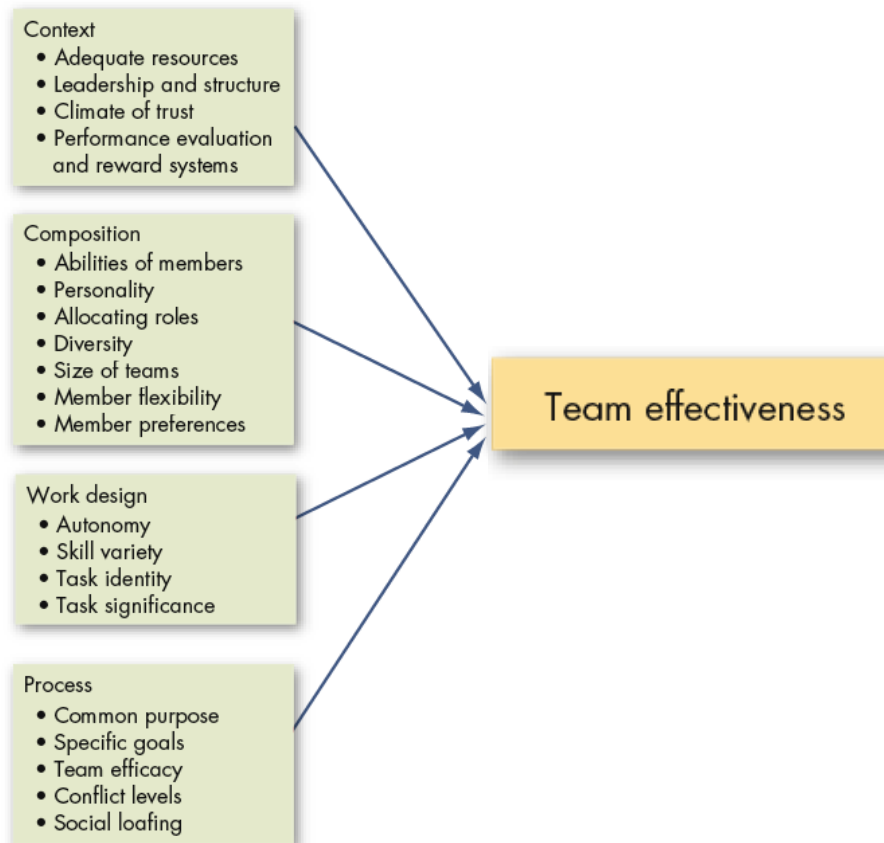 Context
• Adequate resources
• Leadership and structure
• Climate of trust
• Performance evaluation
and reward systems
Composition
• Abilities of members
• Personality
• Allocating roles
• Diversity
• Size of teams
• Member flexibility
• Member preferences
Team effectiveness
Work design
• Autonomy
• Skill variety
• Task identity
• Task significance
Process
• Common purpose
• Specific goals
• Team efficacy
• Conflict levels
• Social loafing